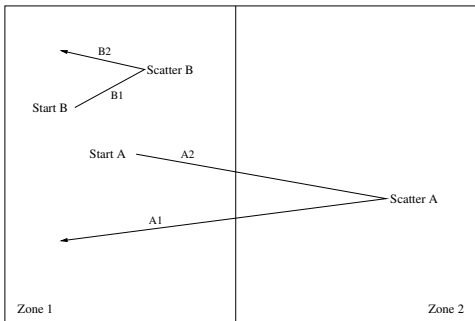 B2
Scatter B
B1
Start B
Start A
A2
Scatter A
A1
Zone 1
Zone 2